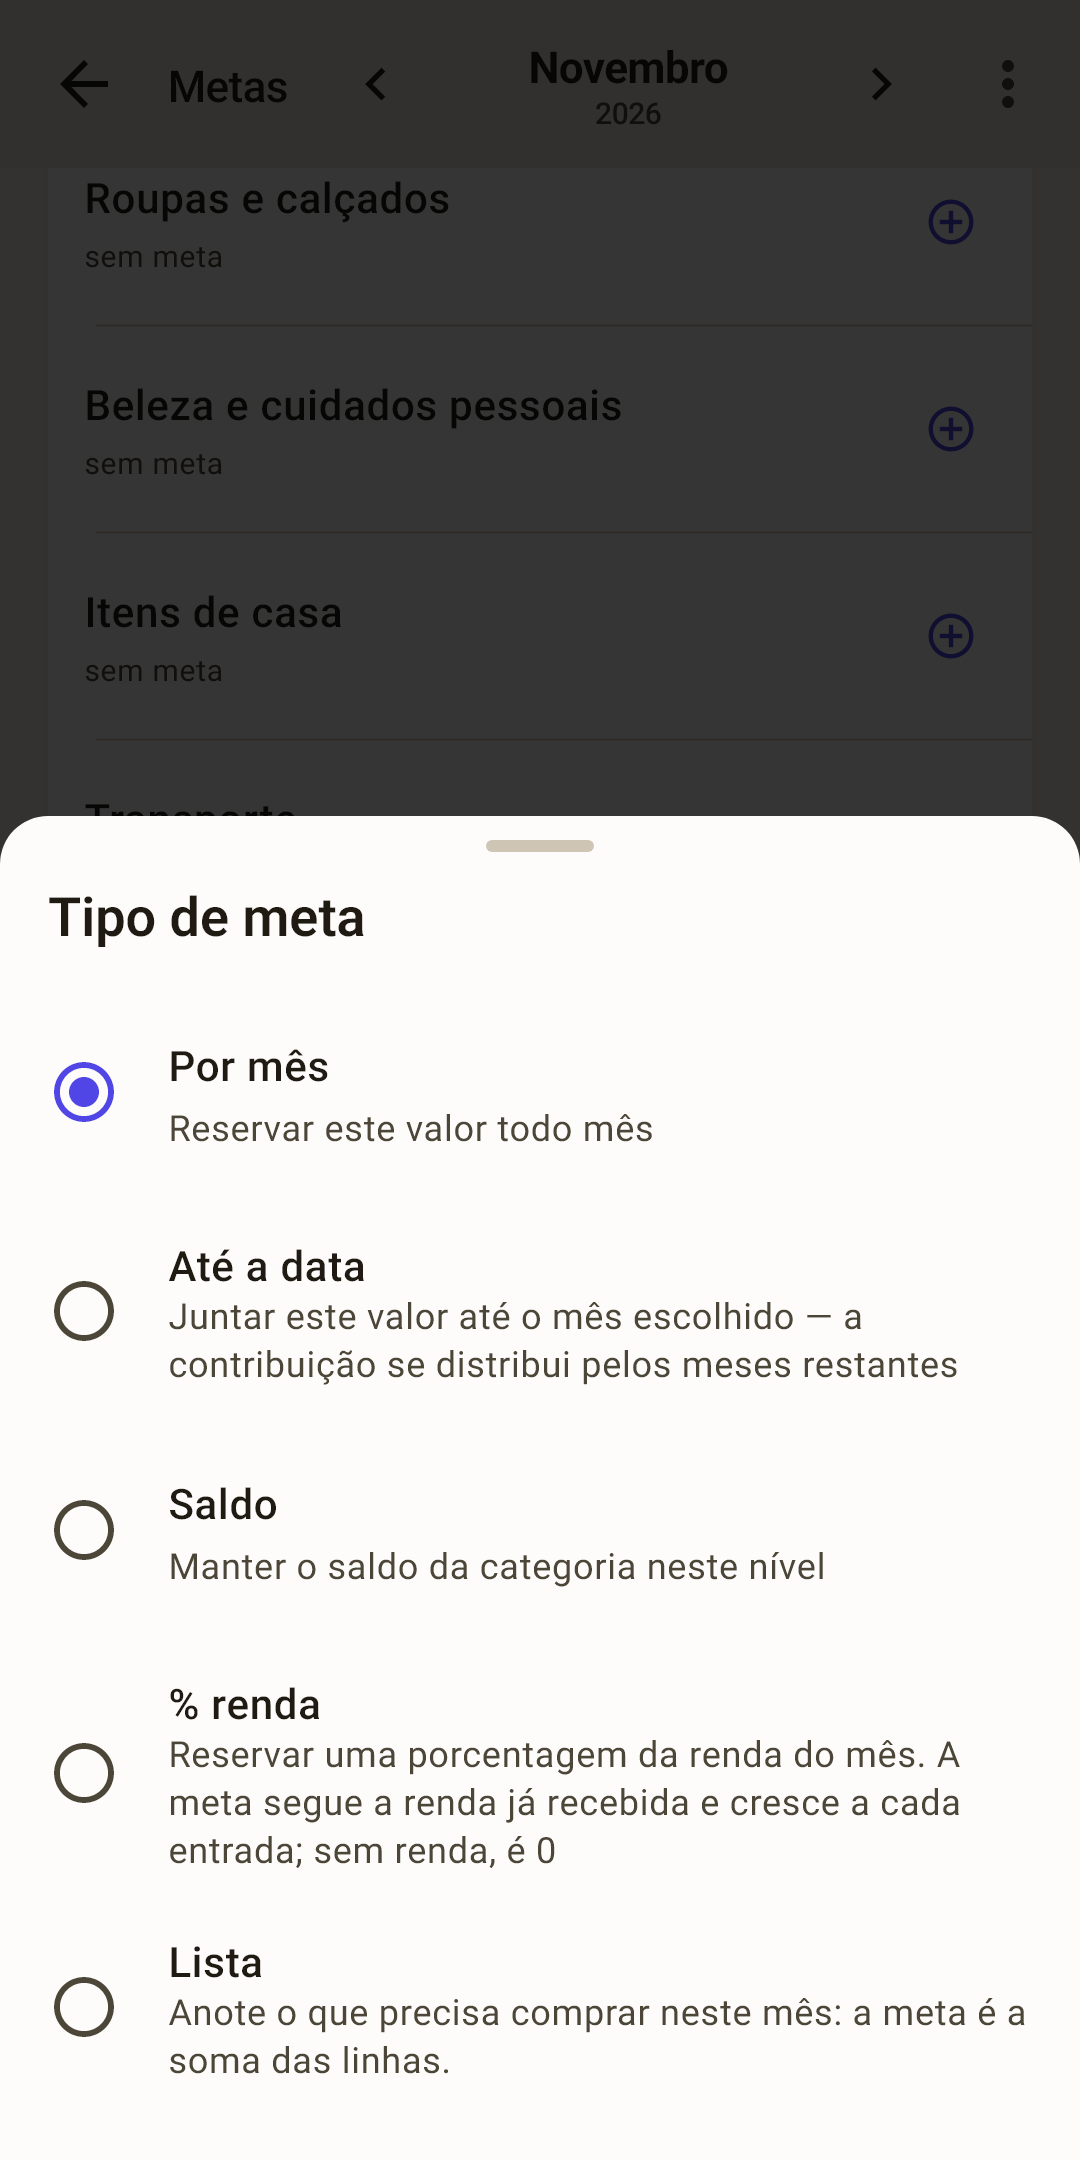 Metas
Novembro
2026
Roupas e calçados
sem meta
Beleza e cuidados pessoais
sem meta
Itens de casa
sem meta
Transporte
Tipo de meta
Por mês
Reservar este valor todo mês
Até a data
Juntar este valor até o mês escolhido — a
contribuição se distribui pelos meses restantes
Saldo
Manter o saldo da categoria neste nível
% renda
Reservar uma porcentagem da renda do mês. A
meta segue a renda já recebida e cresce a cada
entrada; sem renda, é 0
Lista
Anote o que precisa comprar neste mês: a meta é a
soma das linhas.